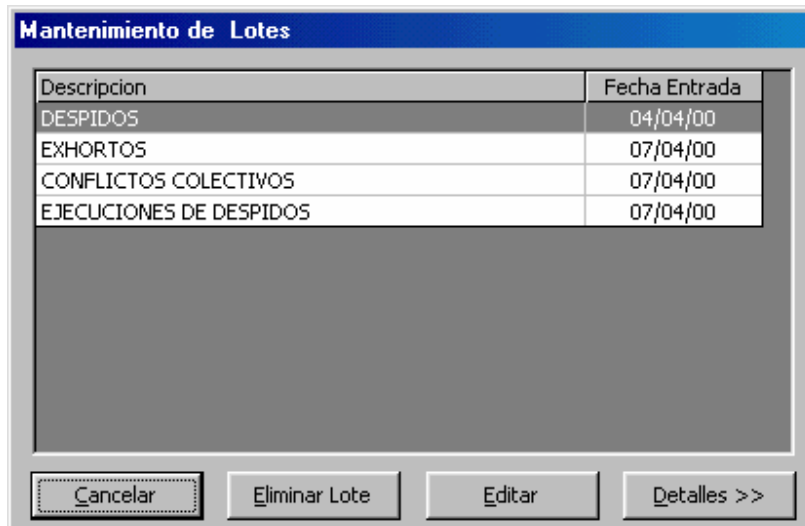 Mantenimiento de Lotes
Descripcion Fecha Entrada
DESPIDOS 04/04/00
EXHORTOS 07/04/00
CONFLICTOS COLECTIVOS 07/04/00
EJECUCIONES DE DESPIDOS 07/04/00
Cancelar Eliminar Lote Editar Detalles >>